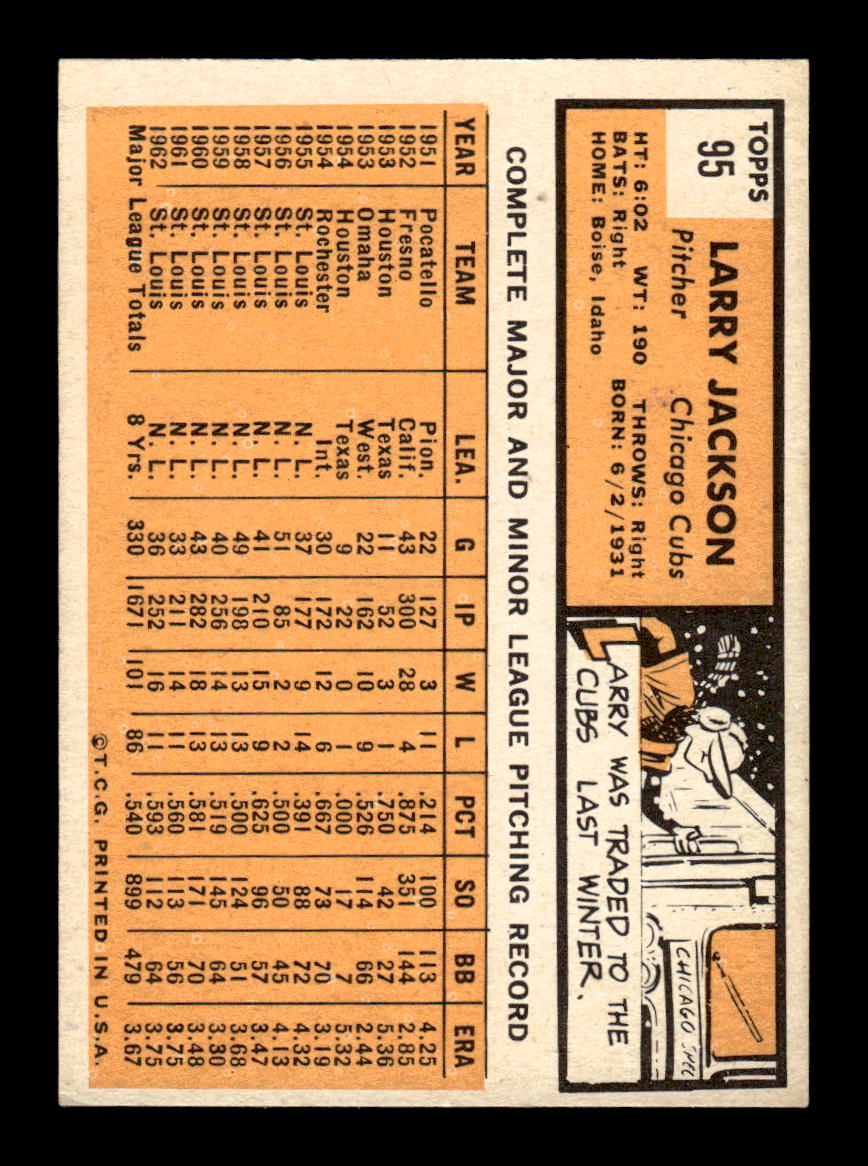 TOPPS
95
LARRY JACKSON
Pitcher Chicago Cubs
HT: 6:02 WT: 190 THROWS: Right
BATS: Right BORN: 6/2/1931
HOME: Boise, Idaho
CHICAGO SPEC
LARRY WAS TRADED TO THE
CUBS LAST WINTER.
COMPLETE MAJOR AND MINOR LEAGUE PITCHING RECORD
YEAR TEAM LEA. G IP W L PCT SO BB ERA
1951 Pocatello Pion. 22 127 3 11 .214 100 113 4.25
1952 Fresno Calif. 43 300 28 4 .875 351 144 2.85
1953 Houston Texas 11 52 3 1 .750 42 27 5.36
1953 Omaha West. 22 162 10 9 .526 114 66 2.44
1954 Houston Texas 9 22 0 1 .000 17 7 5.32
1954 Rochester Int. 30 172 12 6 .667 73 70 3.19
1955 St. Louis N. L. 37 177 9 14 .391 88 72 4.32
1956 St. Louis N. L. 51 85 2 2 .500 50 45 4.13
1957 St. Louis N. L. 41 210 15 9 .625 96 57 3.47
1958 St. Louis N. L. 49 198 13 13 .500 124 51 3.68
1959 St. Louis N. L. 40 256 14 13 .519 145 64 3.30
1960 St. Louis N. L. 43 282 18 13 .581 171 70 3.48
1961 St. Louis N. L. 33 211 14 11 .560 113 56 3.75
1962 St. Louis N. L. 36 252 16 11 .593 112 64 3.75
Major League Totals 8 Yrs. 330 1671 101 86 .540 899 479 3.67
©T.C.G. PRINTED IN U.S.A.